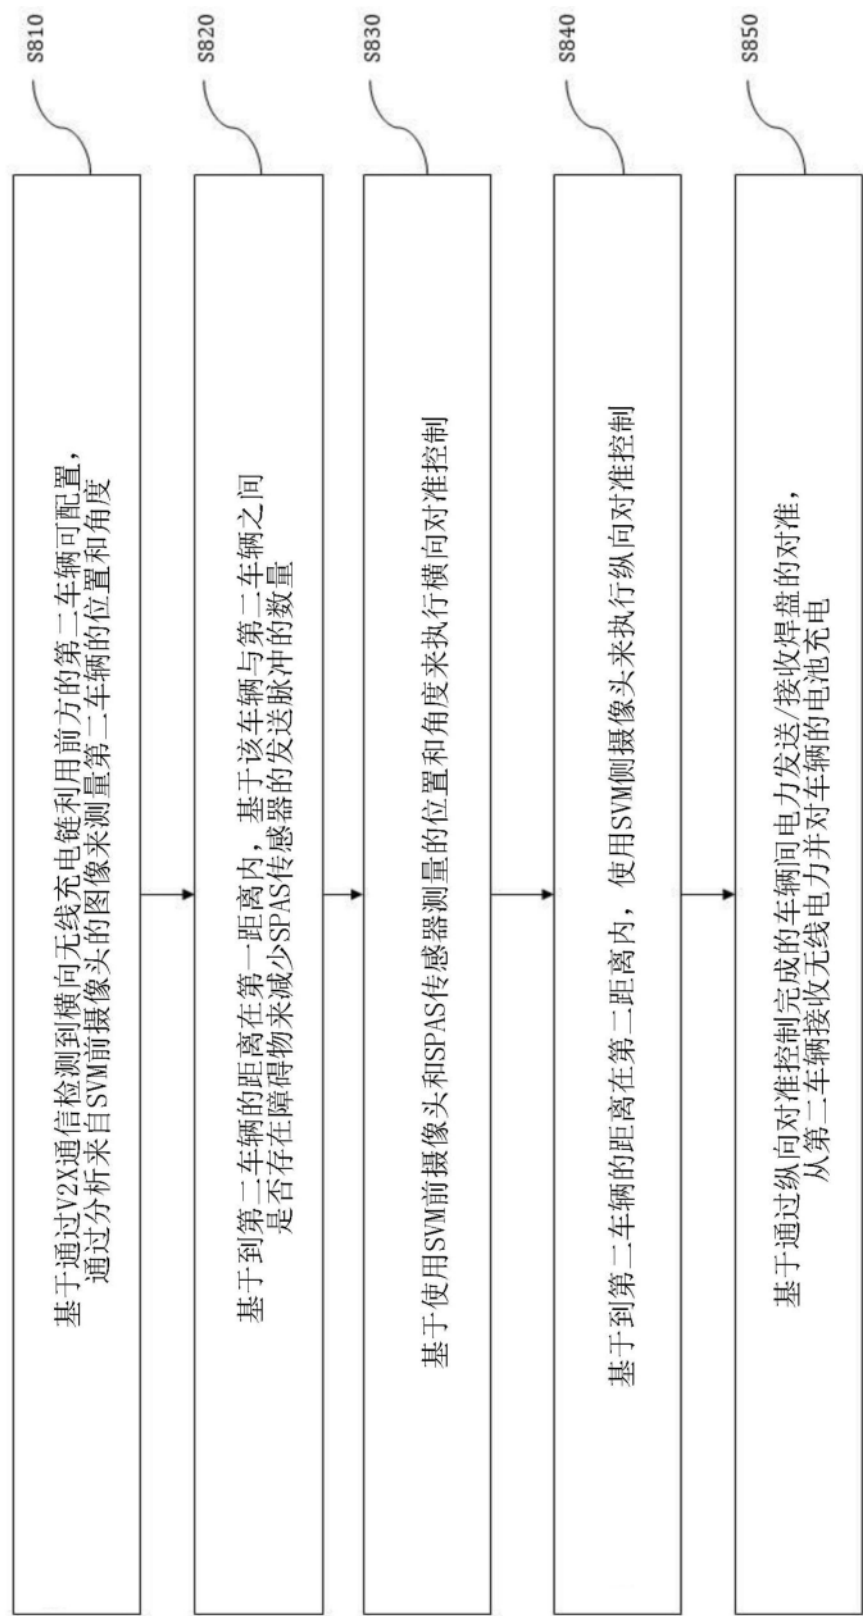 S810
基于通过V2X通信检测到横向无线充电链利用前方的第二车辆可配置，
通过分析来自SVM前摄像头的图像来测量第二车辆的位置和角度
S820
基于到第二车辆的距离在第一距离内，基于该车辆与第二车辆之间
是否存在障碍物来减少SPAS传感器的发送脉冲的数量
S830
基于使用SVM前摄像头和SPAS传感器测量的位置和角度来执行横向对准控制
S840
基于到第二车辆的距离在第二距离内，使用SVM侧摄像头来执行纵向对准控制
S850
基于通过纵向对准控制完成的车辆间电力发送/接收焊盘的对准，
从第二车辆接收无线电力并对车辆的电池充电